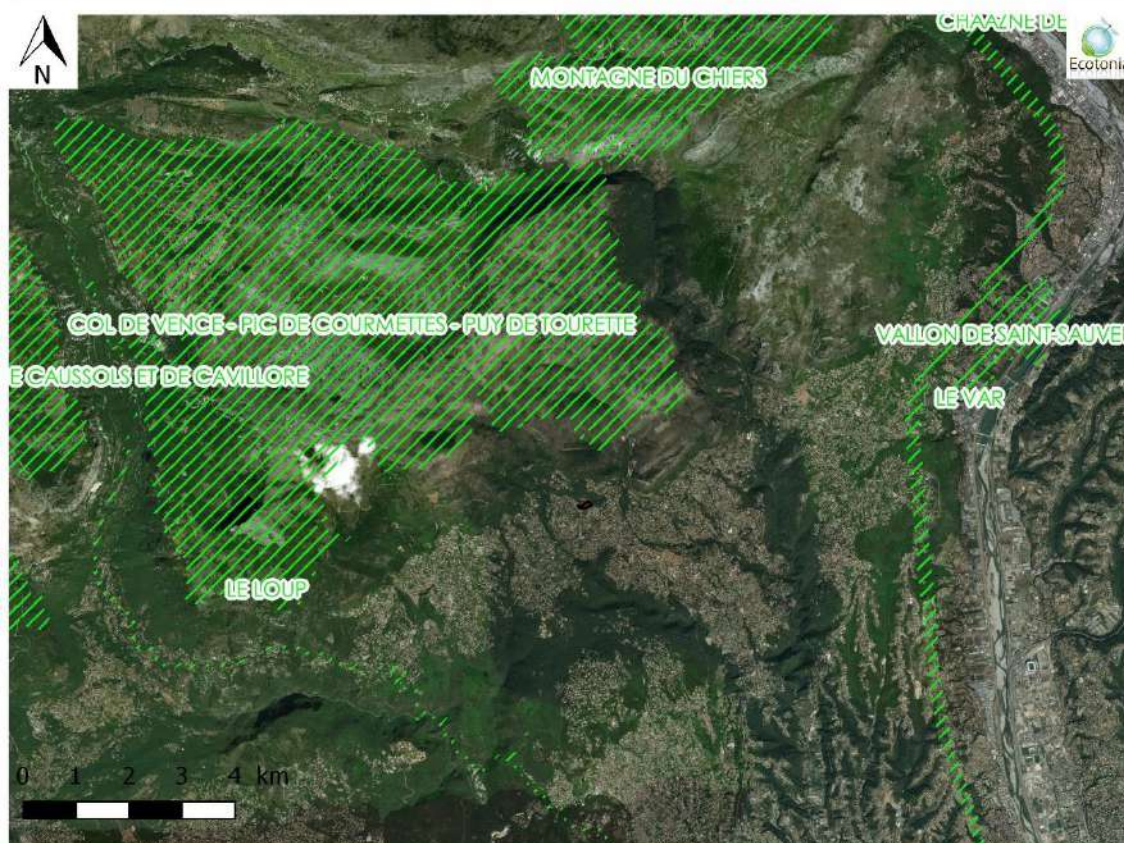 CHAAZNE DE
N
Ecotonia
MONTAGNE DU CHIERS
COL DE VENCE - PIC DE COURMETTES - PUY DE TOURETTE
VALLON DE SAINT-SAUVE
E CAUSSOLS ET DE CAVILLORE
LE VAR
LE LOUP
0 1 2 3 4 km